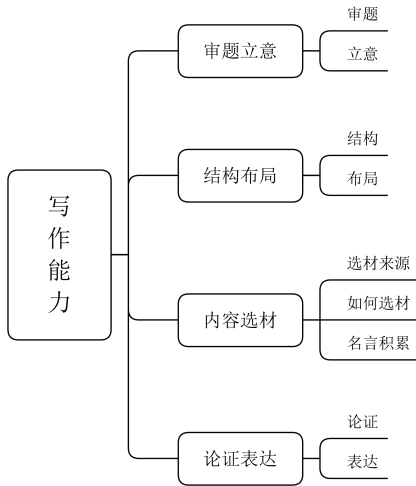 写作能力
审题立意
审题
立意
结构布局
结构
布局
内容选材
选材来源
如何选材
名言积累
论证表达
论证
表达